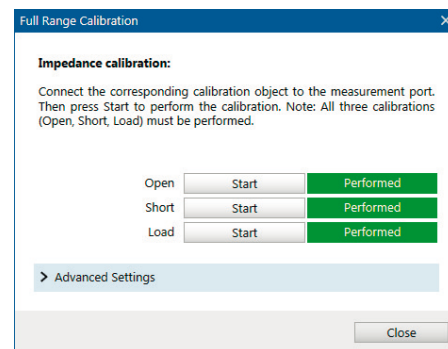 Full Range Calibration
Impedance calibration:
Connect the corresponding calibration object to the measurement port.
Then press Start to perform the calibration. Note: All three calibrations
(Open, Short, Load) must be performed.
Open Start Performed
Short Start Performed
Load Start Performed
Advanced Settings
Close